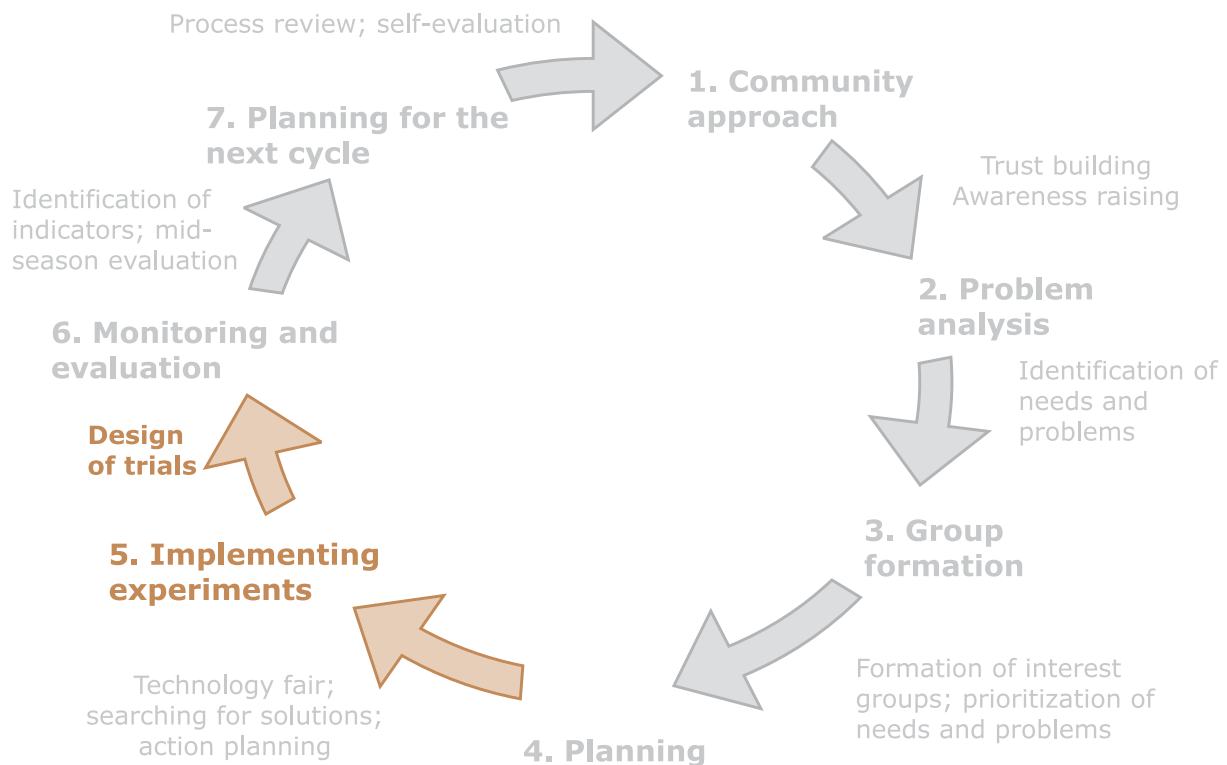 Process review; self-evaluation
1. Community
approach
Trust building
Awareness raising
2. Problem
analysis
Identification of
needs and
problems
3. Group
formation
Formation of interest
groups; prioritization of
needs and problems
4. Planning
Technology fair;
searching for solutions;
action planning
5. Implementing
experiments
Design
of trials
6. Monitoring and
evaluation
Identification of
indicators; mid-
season evaluation
7. Planning for the
next cycle